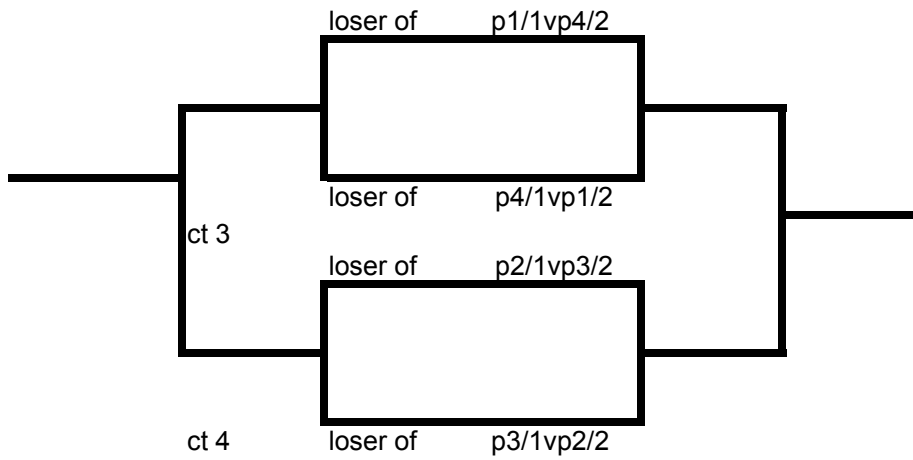 loser of p1/1vp4/2
loser of p4/1vp1/2
ct 3
loser of p2/1vp3/2
ct 4 loser of p3/1vp2/2